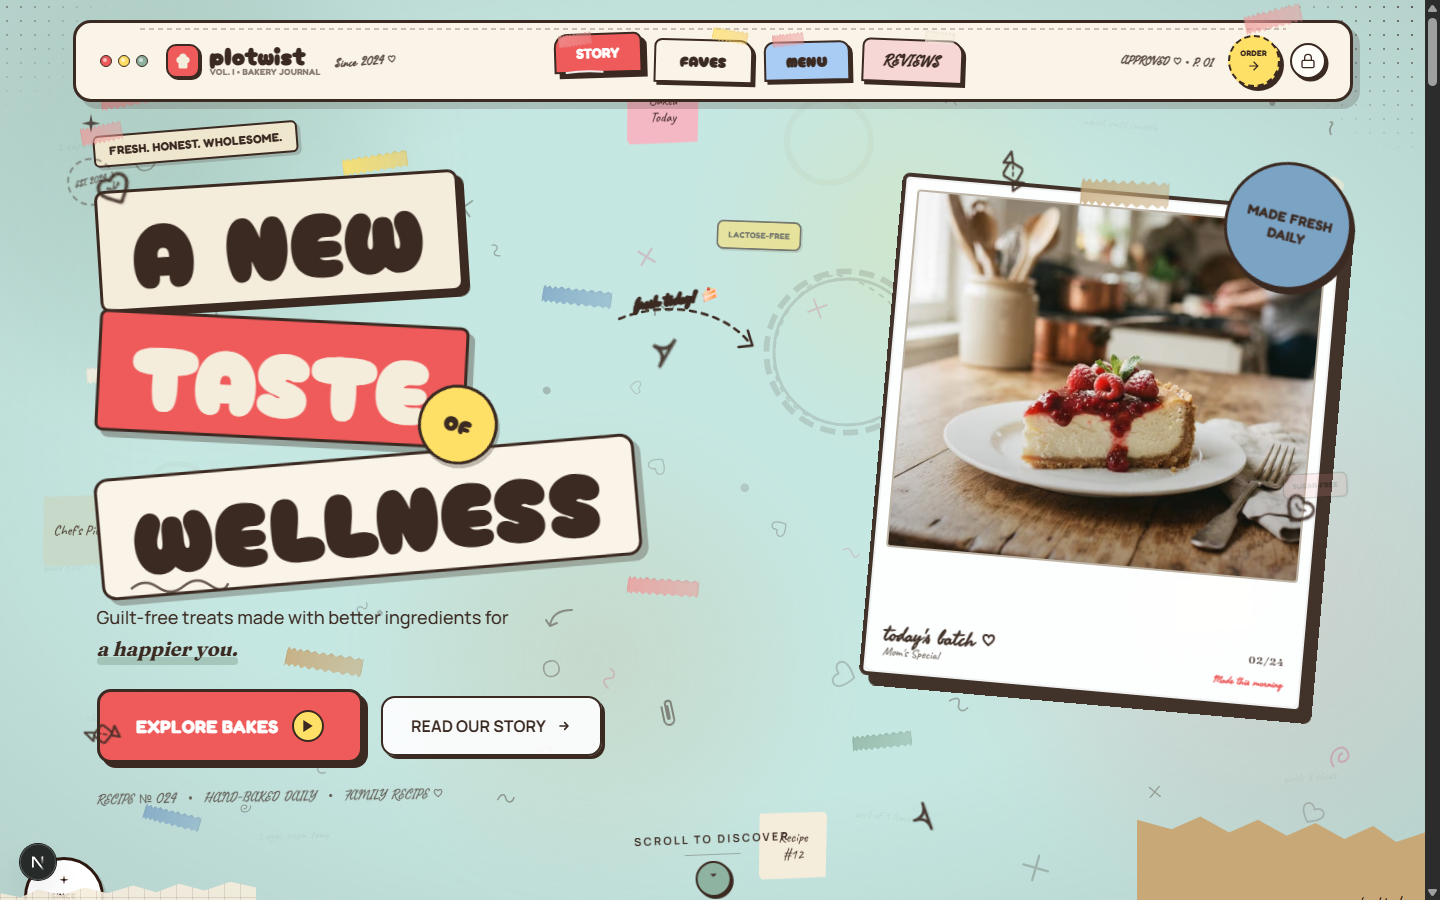 plotwist
VOL. I • BAKERY JOURNAL
Since 2024 ♡
STORY
FAVES
MENU
REVIEWS
APPROVED ♡ • P. 01
ORDER
→
Today
FRESH. HONEST. WHOLESOME.
EST. 2024
A NEW
TASTE
OF
WELLNESS
LACTOSE-FREE
fresh today! 🍰
MADE FRESH
DAILY
Chef's
Guilt-free treats made with better ingredients for
a happier you.
today's batch ♡
Mom's Special
02/24
Made this morning
EXPLORE BAKES
READ OUR STORY →
RECIPE № 024 • HAND-BAKED DAILY • FAMILY RECIPE ♡
SCROLL TO DISCOVER
Recipe
#12
N